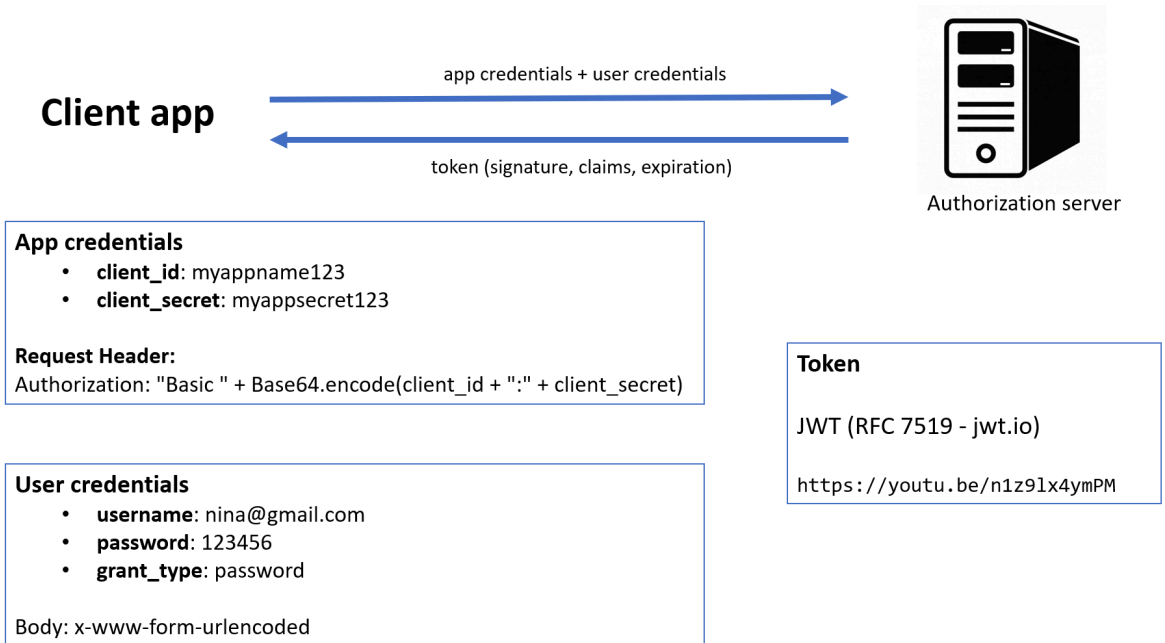 app credentials + user credentials
Client app
token (signature, claims, expiration)
Authorization server
App credentials
• client_id: myappname123
• client_secret: myappsecret123
Request Header:
Authorization: "Basic " + Base64.encode(client_id + ":" + client_secret)
Token
JWT (RFC 7519 - jwt.io)
https://youtu.be/n1z9lx4ymPM
User credentials
• username: nina@gmail.com
• password: 123456
• grant_type: password
Body: x-www-form-urlencoded